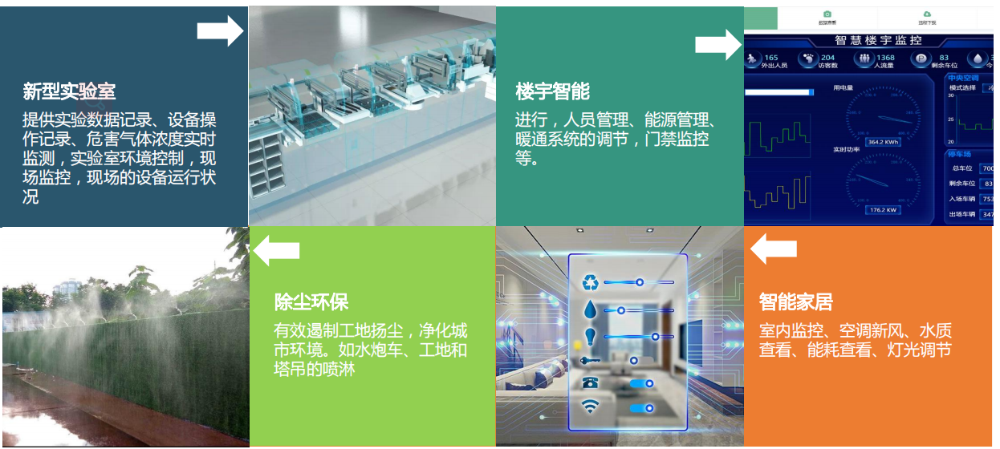 新型实验室
提供实验数据记录、设备操
作记录、危害气体浓度实时
监测，实验室环境控制，现
场监控，现场的设备运行状
况
楼宇智能
进行，人员管理、能源管理、
暖通系统的调节，门禁监控
等。
数据查看
远程下载
智慧楼宇监控
165
外出人员
204
访客数
1368
人流量
83
剩余车位
中央空调
模式选择
30
25
20
用电量
364.2 KWh
实时功率
176.2 KW
停车场
总车位 700
剩余车位 83
入场车辆 753
出场车辆 347
除尘环保
有效遏制工地扬尘，净化城
市环境。如水炮车、工地和
塔吊的喷淋
智能家居
室内监控、空调新风、水质
查看、能耗查看、灯光调节